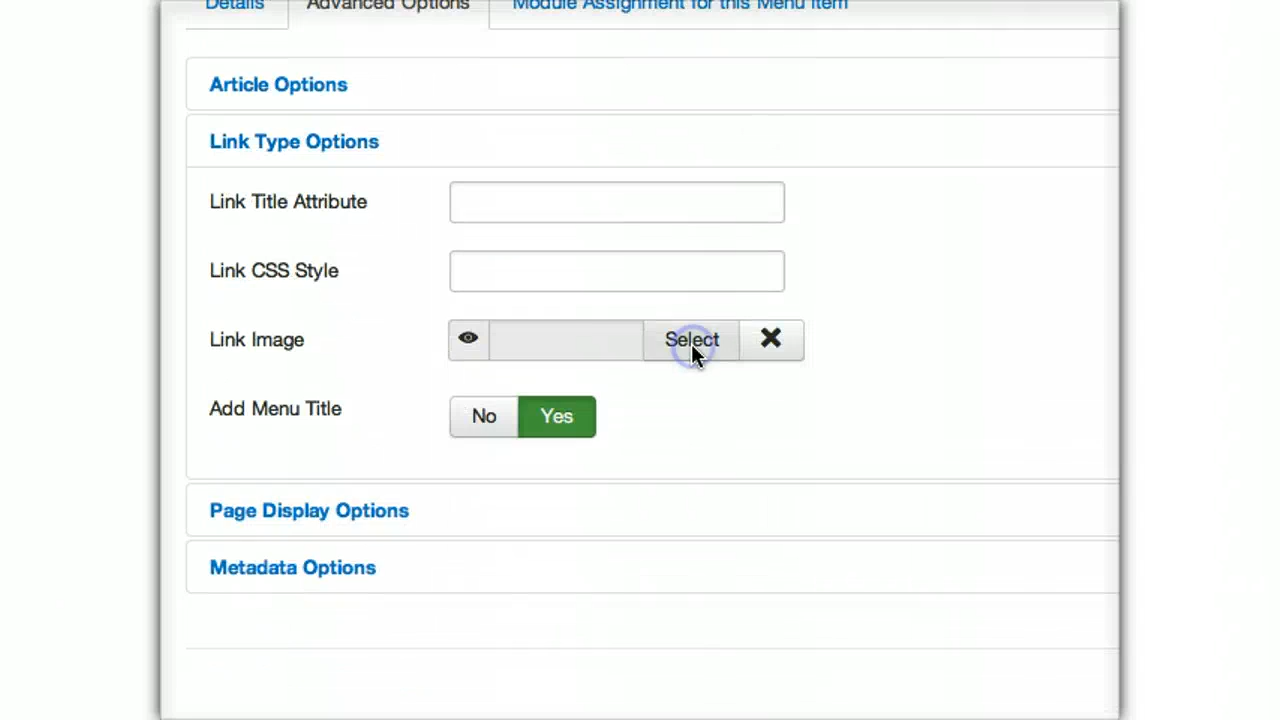 Details Advanced Options Module Assignment for this Menu Item
Article Options
Link Type Options
Link Title Attribute
Link CSS Style
Link Image Select
Add Menu Title No Yes
Page Display Options
Metadata Options